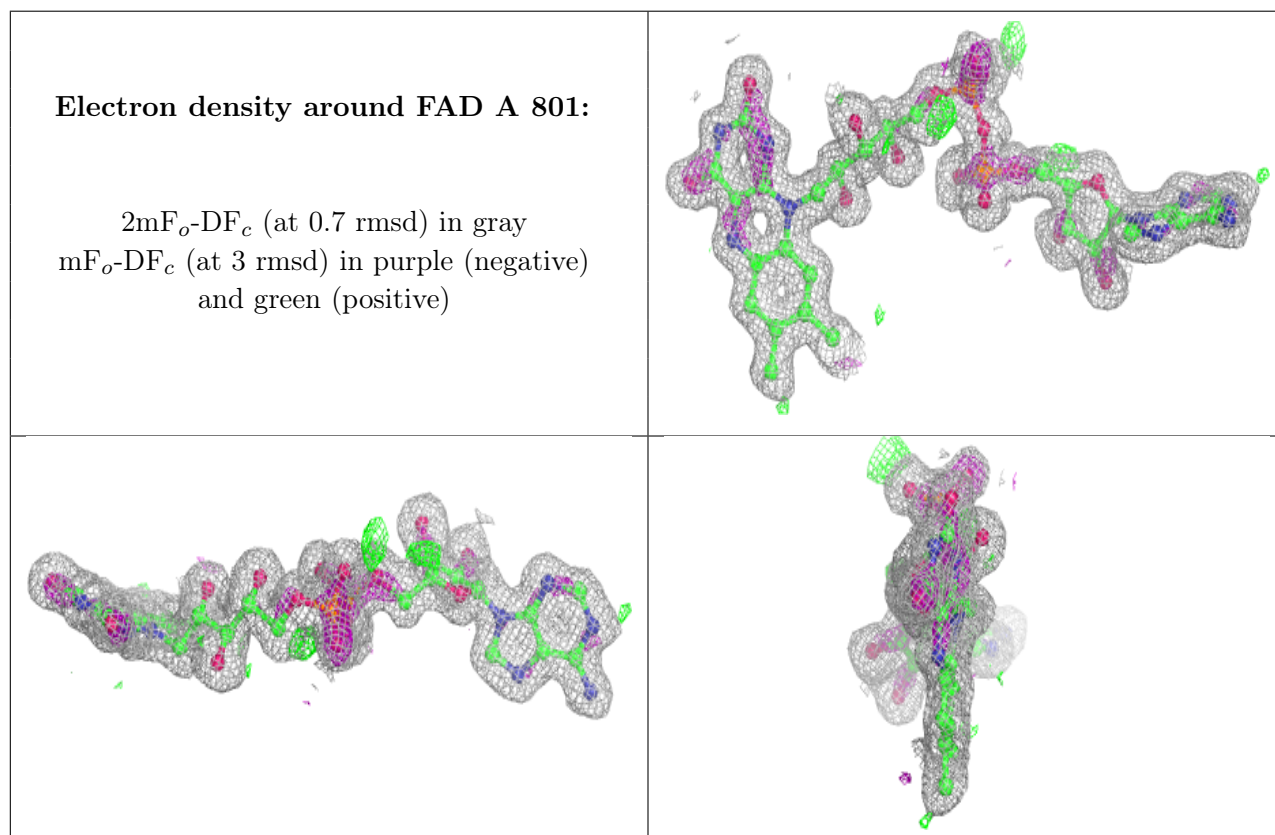 Electron density around FAD A 801:
2mFo-DFc (at 0.7 rmsd) in gray
mFo-DFc (at 3 rmsd) in purple (negative)
and green (positive)